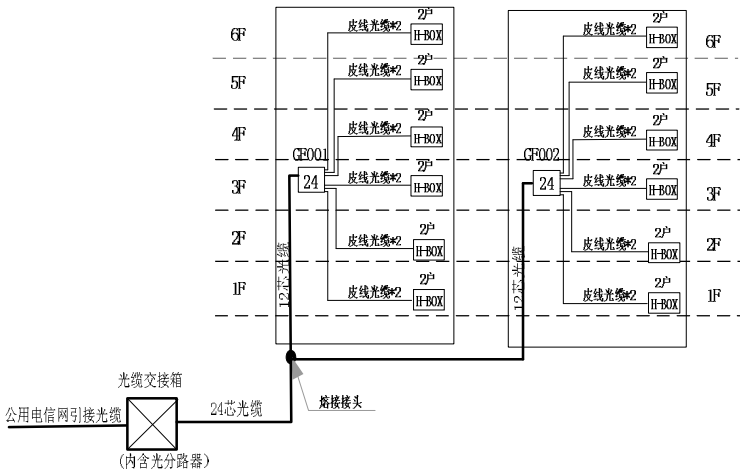 2户 2户
6F 皮线光缆*2 H-BOX 皮线光缆*2 H-BOX 6F
2户 2户
5F 皮线光缆*2 H-BOX 皮线光缆*2 H-BOX 5F
2户 2户
4F 皮线光缆*2 H-BOX 皮线光缆*2 H-BOX 4F
GF001 2户 GF002 2户
3F 24 皮线光缆*2 H-BOX 24 皮线光缆*2 H-BOX 3F
2户 2户
2F 皮线光缆*2 H-BOX 皮线光缆*2 H-BOX 2F
12芯光缆 2户 12芯光缆 2户
1F 皮线光缆*2 H-BOX 皮线光缆*2 H-BOX 1F
光缆交接箱
熔接接头
公用电信网引接光缆 24芯光缆
(内含光分路器)